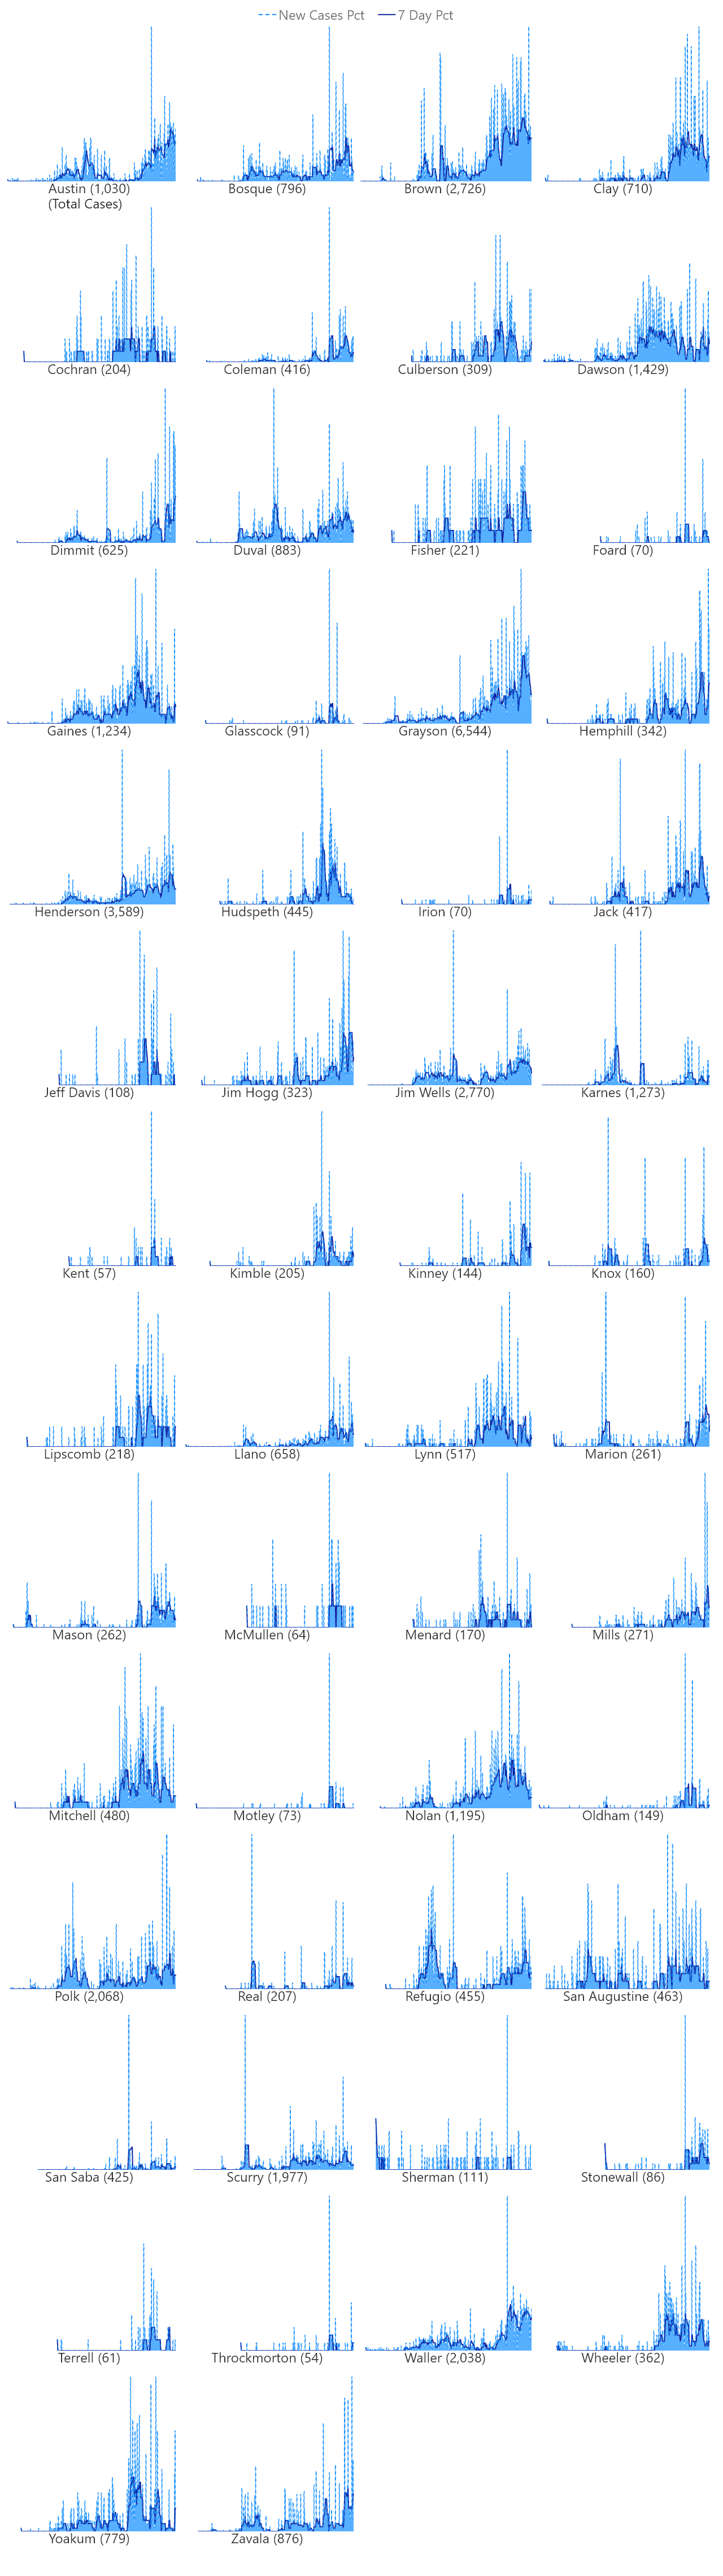 New Cases Pct 7 Day Pct
Austin (1,030) Bosque (796) Brown (2,726) Clay (710)
(Total Cases)
Cochran (204) Coleman (416) Culberson (309) Dawson (1,429)
Dimmit (625) Duval (883) Fisher (221) Foard (70)
Gaines (1,234) Glasscock (91) Grayson (6,544) Hemphill (342)
Henderson (3,589) Hudspeth (445) Irion (70) Jack (417)
Jeff Davis (108) Jim Hogg (323) Jim Wells (2,770) Karnes (1,273)
Kent (57) Kimble (205) Kinney (144) Knox (160)
Lipscomb (218) Llano (658) Lynn (517) Marion (261)
Mason (262) McMullen (64) Menard (170) Mills (271)
Mitchell (480) Motley (73) Nolan (1,195) Oldham (149)
Polk (2,068) Real (207) Refugio (455) San Augustine (463)
San Saba (425) Scurry (1,977) Sherman (111) Stonewall (86)
Terrell (61) Throckmorton (54) Waller (2,038) Wheeler (362)
Yoakum (779) Zavala (876)